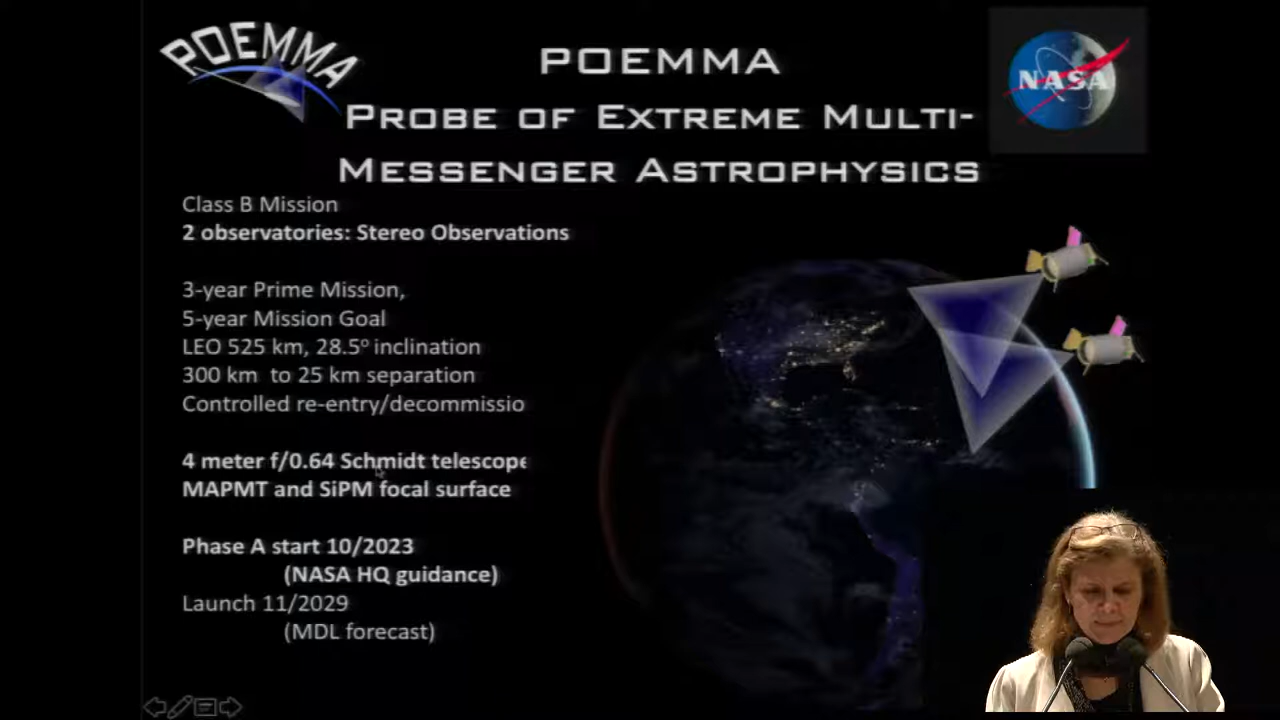 POEMMA
POEMMA
NASA
PROBE OF EXTREME MULTI-
MESSENGER ASTROPHYSICS
Class B Mission
2 observatories: Stereo Observations
3-year Prime Mission,
5-year Mission Goal
LEO 525 km, 28.5º inclination
300 km to 25 km separation
Controlled re-entry/decommissio
4 meter f/0.64 Schmidt telescope
MAPMT and SiPM focal surface
Phase A start 10/2023
(NASA HQ guidance)
Launch 11/2029
(MDL forecast)